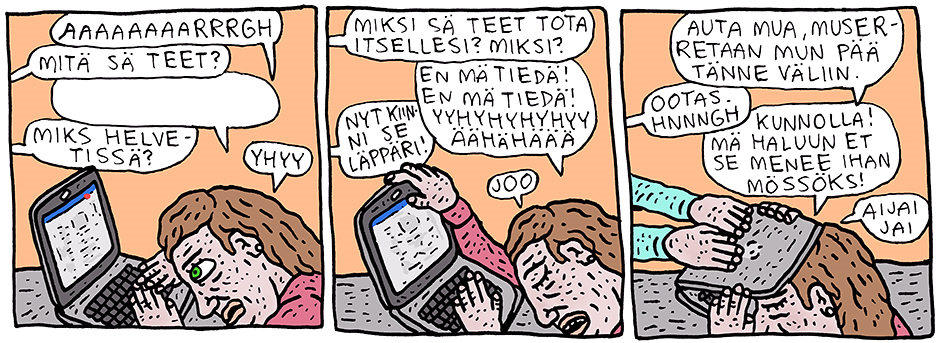 AAAAAAAARRRGH
MITÄ SÄ TEET?
MIKS HELVE-
TISSÄ?
YHYY
MIKSI SÄ TEET TOTA
ITSELLESI? MIKSI?
EN MÄ TIEDÄ!
EN MÄ TIEDÄ!
YYHYHYHYHYY
ÄÄHÄHÄÄÄ
NYT KIIN-
NI SE
LÄPPÄRI!
JOO
AUTA MUA, MUSER-
RETAAN MUN PÄÄ
TÄNNE VÄLIIN.
OOTAS.
HNNNGH
KUNNOLLA!
MÄ HALUUN ET
SE MENEE IHAN
MÖSSÖKS!
AIJAI
JAI